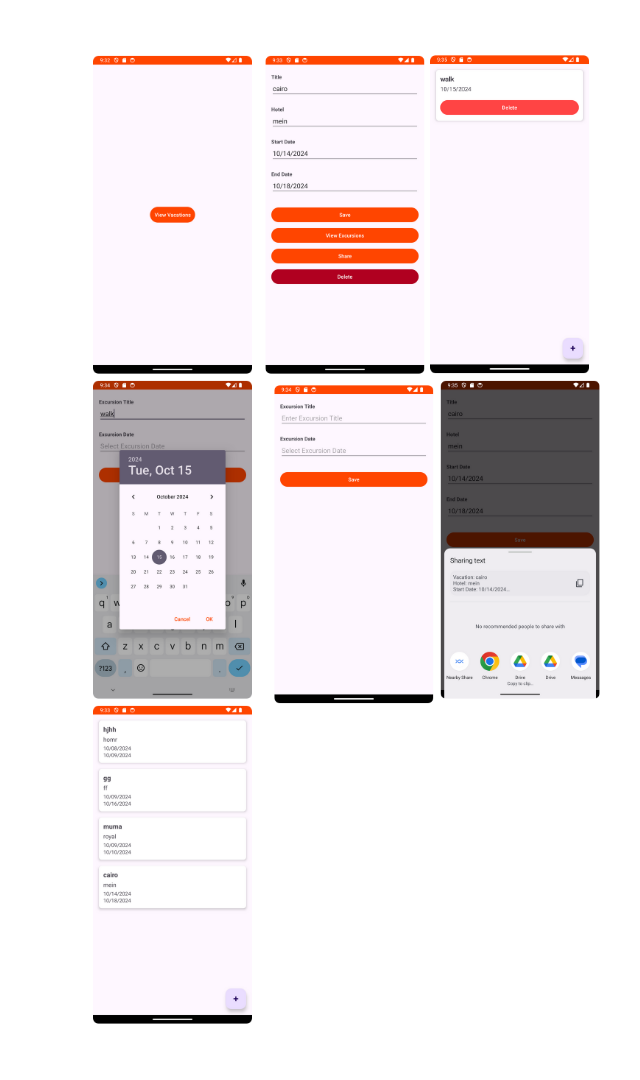 9:32
View Vacations
9:33
Title
cairo
Hotel
mein
Start Date
10/14/2024
End Date
10/18/2024
Save
View Excursions
Share
Delete
9:35
walk
10/15/2024
Delete
+
9:34
Excursion Title
walk
Excursion Date
Select Excursion Date
2024
Tue, Oct 15
October 2024
S M T W T F S
1 2 3 4 5
6 7 8 9 10 11 12
13 14 15 16 17 18 19
20 21 22 23 24 25 26
27 28 29 30 31
Cancel OK
q w o p
a l
z x c v b n m
?123 , .
9:34
Excursion Title
Enter Excursion Title
Excursion Date
Select Excursion Date
Save
9:35
Title
cairo
Hotel
mein
Start Date
10/14/2024
End Date
10/18/2024
Save
Sharing text
Vacation: cairo
Hotel: mein
Start Date: 10/14/2024...
No recommended people to share with
Nearby Share Chrome Drive Drive Messages
Copy to clip...
9:33
hjhh
homr
10/08/2024
10/09/2024
gg
ff
10/09/2024
10/16/2024
muma
royal
10/09/2024
10/10/2024
cairo
mein
10/14/2024
10/18/2024
+